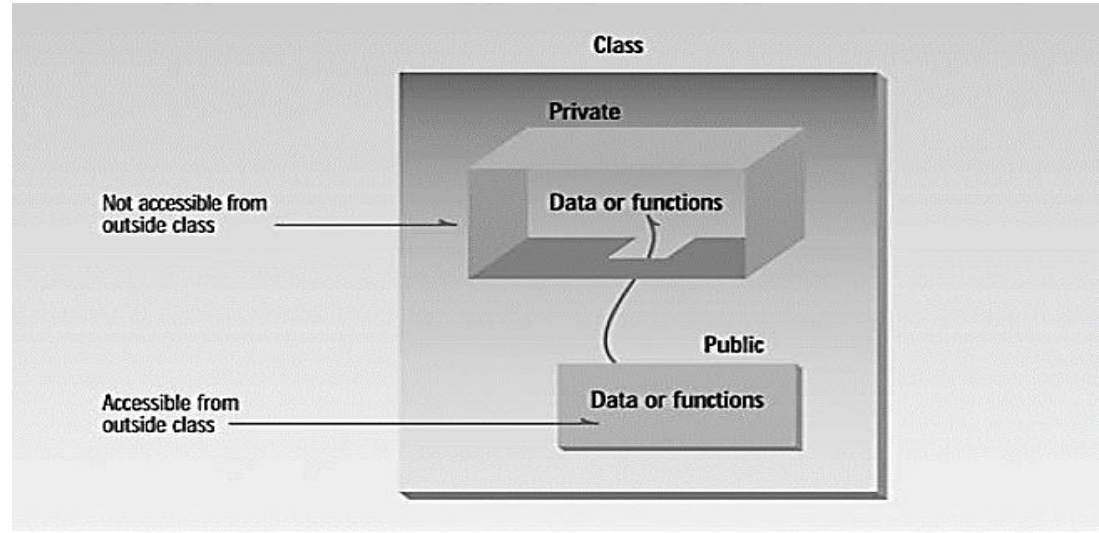 Class
Private
Data or functions
Not accessible from
outside class
Public
Data or functions
Accessible from
outside class